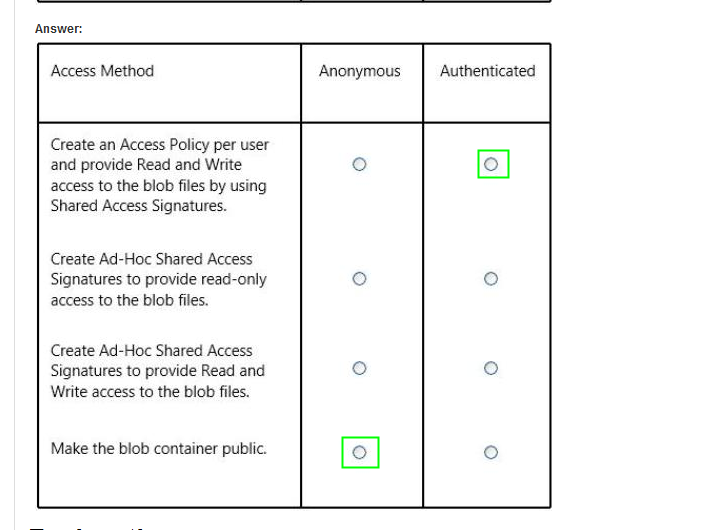 Answer:
Access Method
Anonymous
Authenticated
Create an Access Policy per user
and provide Read and Write
access to the blob files by using
Shared Access Signatures.
Create Ad-Hoc Shared Access
Signatures to provide read-only
access to the blob files.
Create Ad-Hoc Shared Access
Signatures to provide Read and
Write access to the blob files.
Make the blob container public.